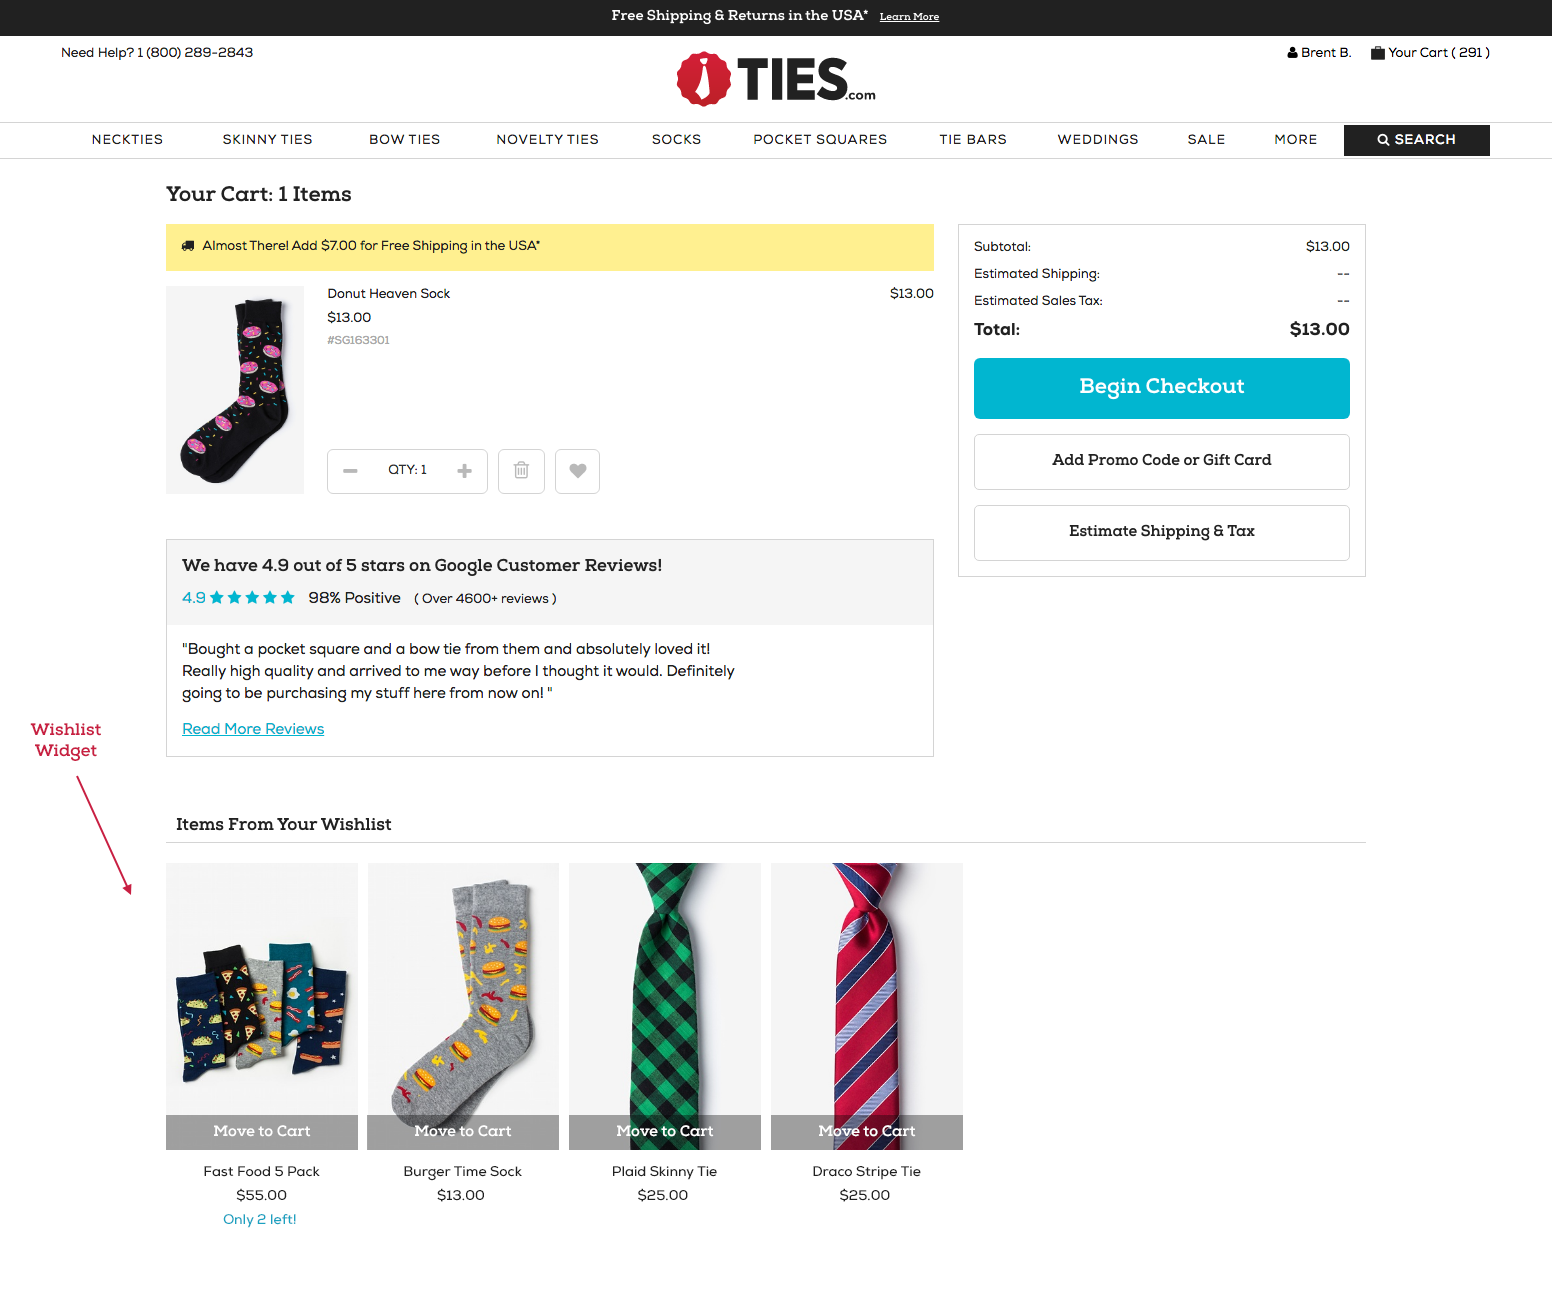 Free Shipping & Returns in the USA* Learn More
Need Help? 1 (800) 289-2843
Brent B. Your Cart ( 291 )
TIES.com
NECKTIES SKINNY TIES BOW TIES NOVELTY TIES SOCKS POCKET SQUARES TIE BARS WEDDINGS SALE MORE SEARCH
Your Cart: 1 Items
Almost There! Add $7.00 for Free Shipping in the USA*
Donut Heaven Sock $13.00
$13.00
#SG163301
QTY: 1
Subtotal: $13.00
Estimated Shipping: --
Estimated Sales Tax: --
Total: $13.00
Begin Checkout
Add Promo Code or Gift Card
Estimate Shipping & Tax
We have 4.9 out of 5 stars on Google Customer Reviews!
4.9 98% Positive ( Over 4600+ reviews )
"Bought a pocket square and a bow tie from them and absolutely loved it!
Really high quality and arrived to me way before I thought it would. Definitely
going to be purchasing my stuff here from now on! "
Read More Reviews
Wishlist
Widget
Items From Your Wishlist
Move to Cart Move to Cart Move to Cart Move to Cart
Fast Food 5 Pack Burger Time Sock Plaid Skinny Tie Draco Stripe Tie
$55.00 $13.00 $25.00 $25.00
Only 2 left!